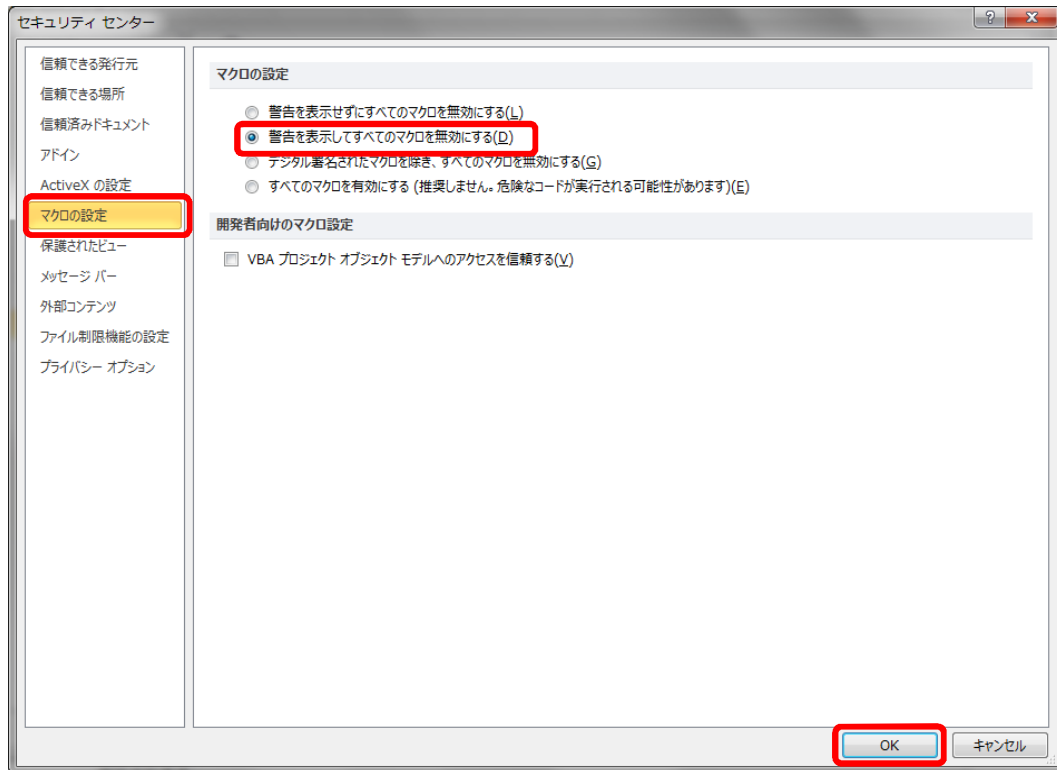 セキュリティ センター
?
信頼できる発行元
信頼できる場所
信頼済みドキュメント
アドイン
ActiveX の設定
マクロの設定
保護されたビュー
メッセージ バー
外部コンテンツ
ファイル制限機能の設定
プライバシー オプション
マクロの設定
警告を表示せずにすべてのマクロを無効にする(L)
警告を表示してすべてのマクロを無効にする(D)
デジタル署名されたマクロを除き、すべてのマクロを無効にする(G)
すべてのマクロを有効にする (推奨しません。危険なコードが実行される可能性があります)(E)
開発者向けのマクロ設定
VBA プロジェクト オブジェクト モデルへのアクセスを信頼する(V)
OK
キャンセル